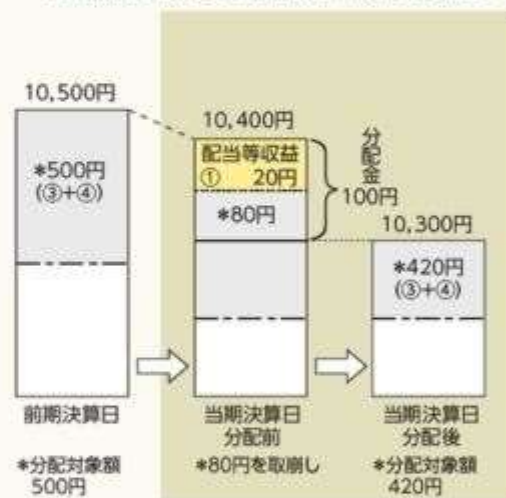 10,500円
*500円
(③+④)
前期決算日
*分配対象額
500円
10,400円
配当等収益
① 20円
*80円
分配金
100円
当期決算日
分配前
*80円を取崩し
10,300円
*420円
(③+④)
当期決算日
分配後
*分配対象額
420円